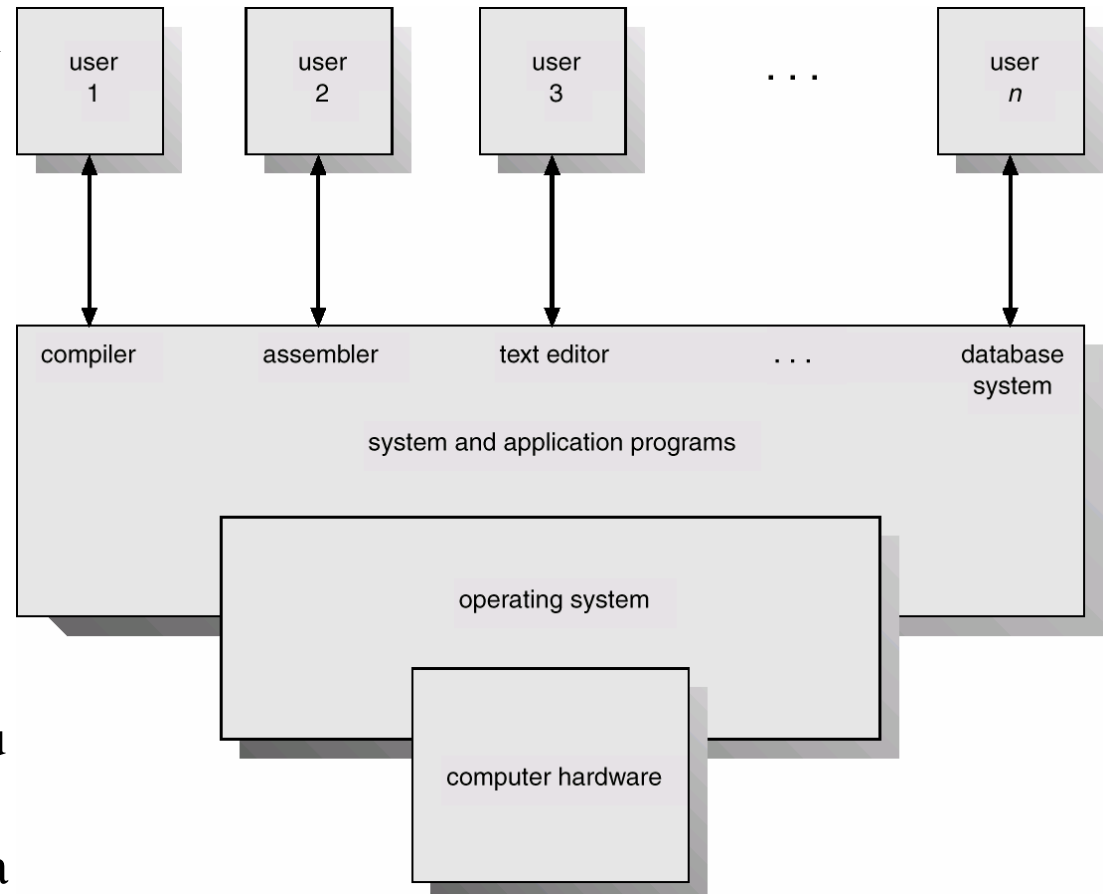 user
1
user
2
user
3
. . .
user
n
compiler
assembler
text editor
. . .
database
system
system and application programs
operating system
computer hardware
a